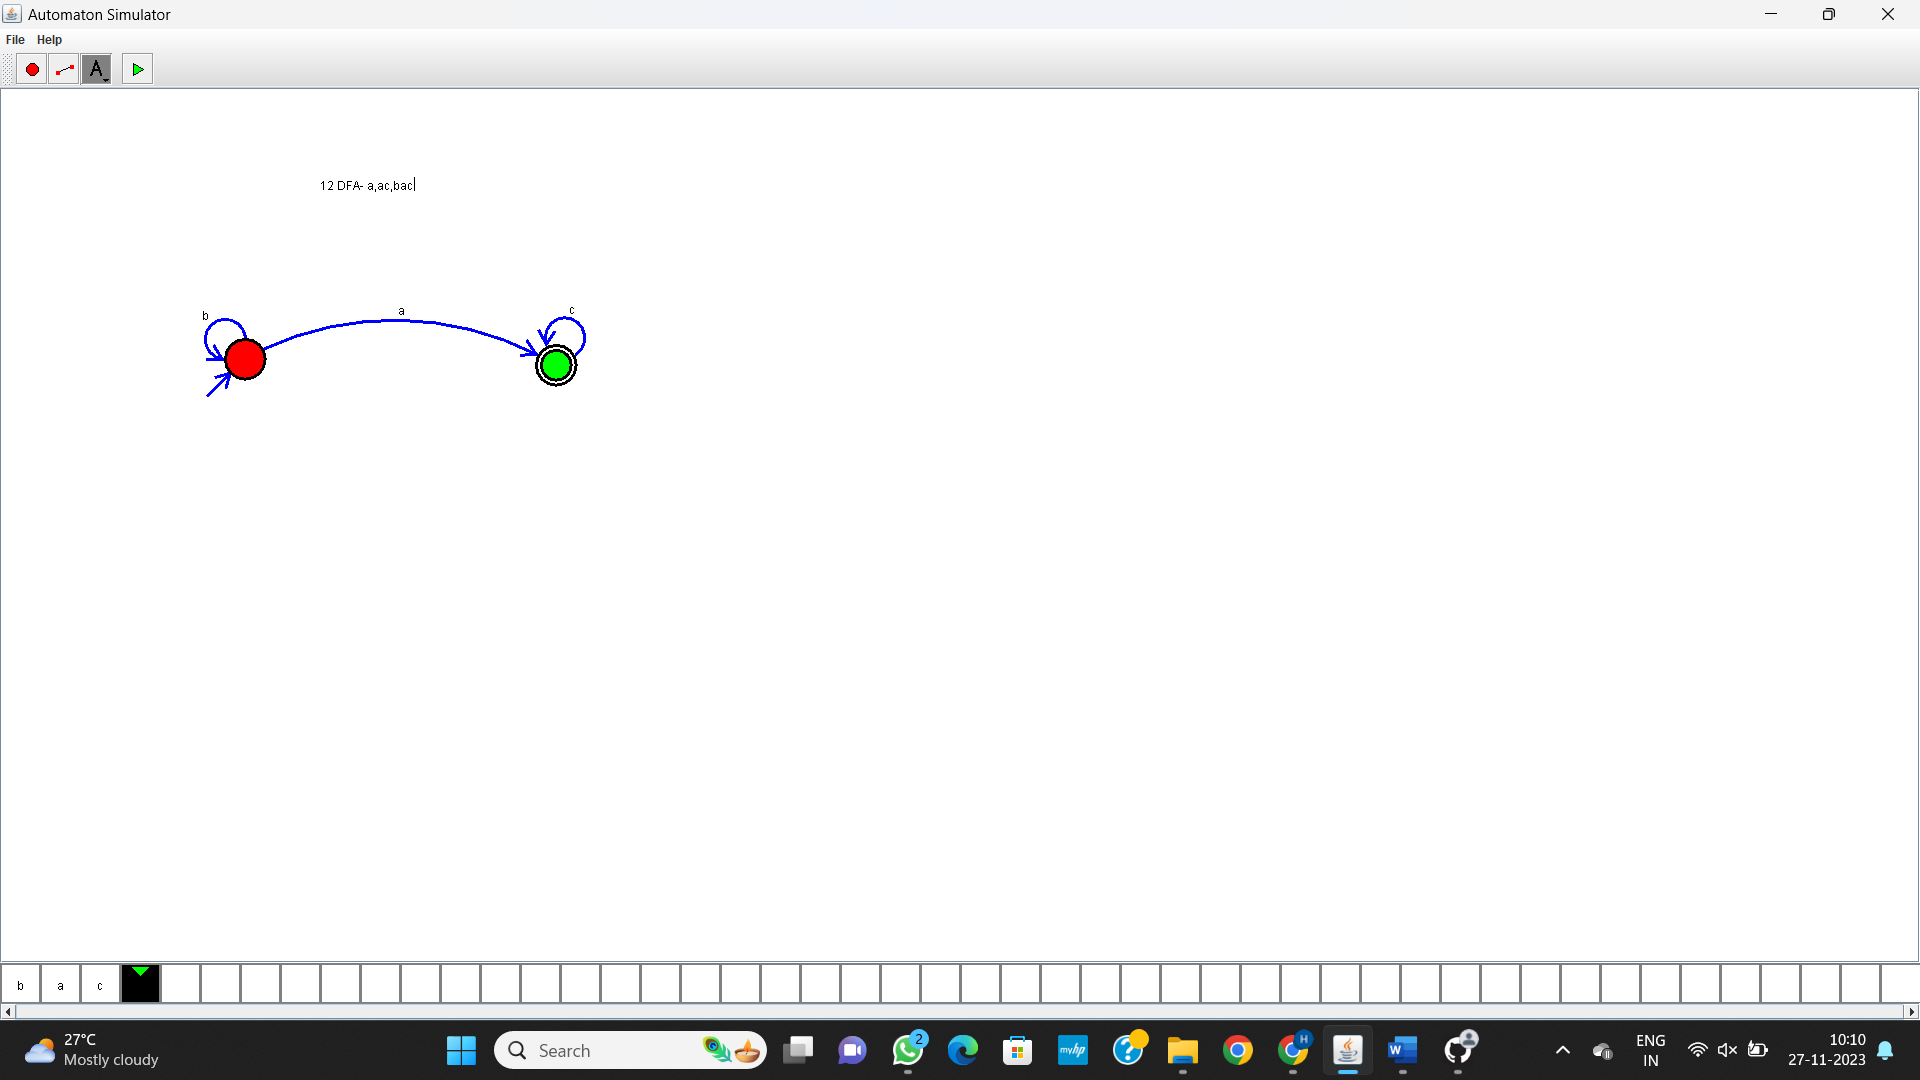 Automaton Simulator
File Help
A
12 DFA- a,ac,bac
b
a
c
b a c
27°C
Mostly cloudy
Search
2
myhp
?
H
W
ENG
IN
10:10
27-11-2023